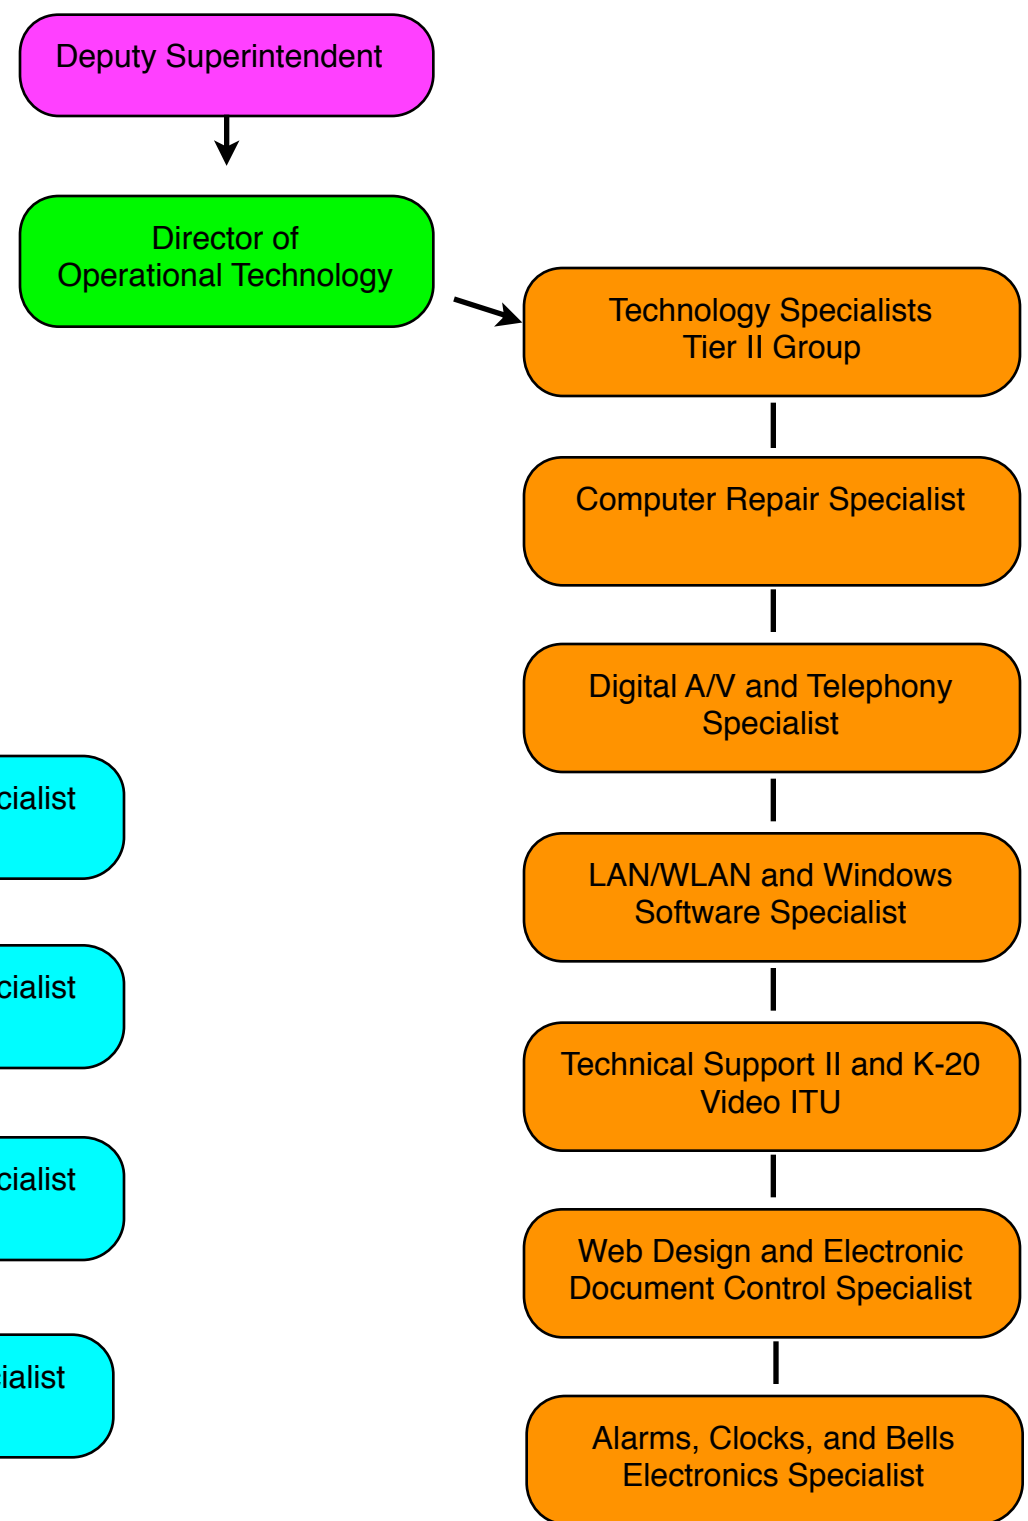 Deputy Superintendent
Director of
Operational Technology
Technology Specialists
Tier II Group
Computer Repair Specialist
Digital A/V and Telephony
Specialist
LAN/WLAN and Windows
Software Specialist
Technical Support II and K-20
Video ITU
Web Design and Electronic
Document Control Specialist
Alarms, Clocks, and Bells
Electronics Specialist